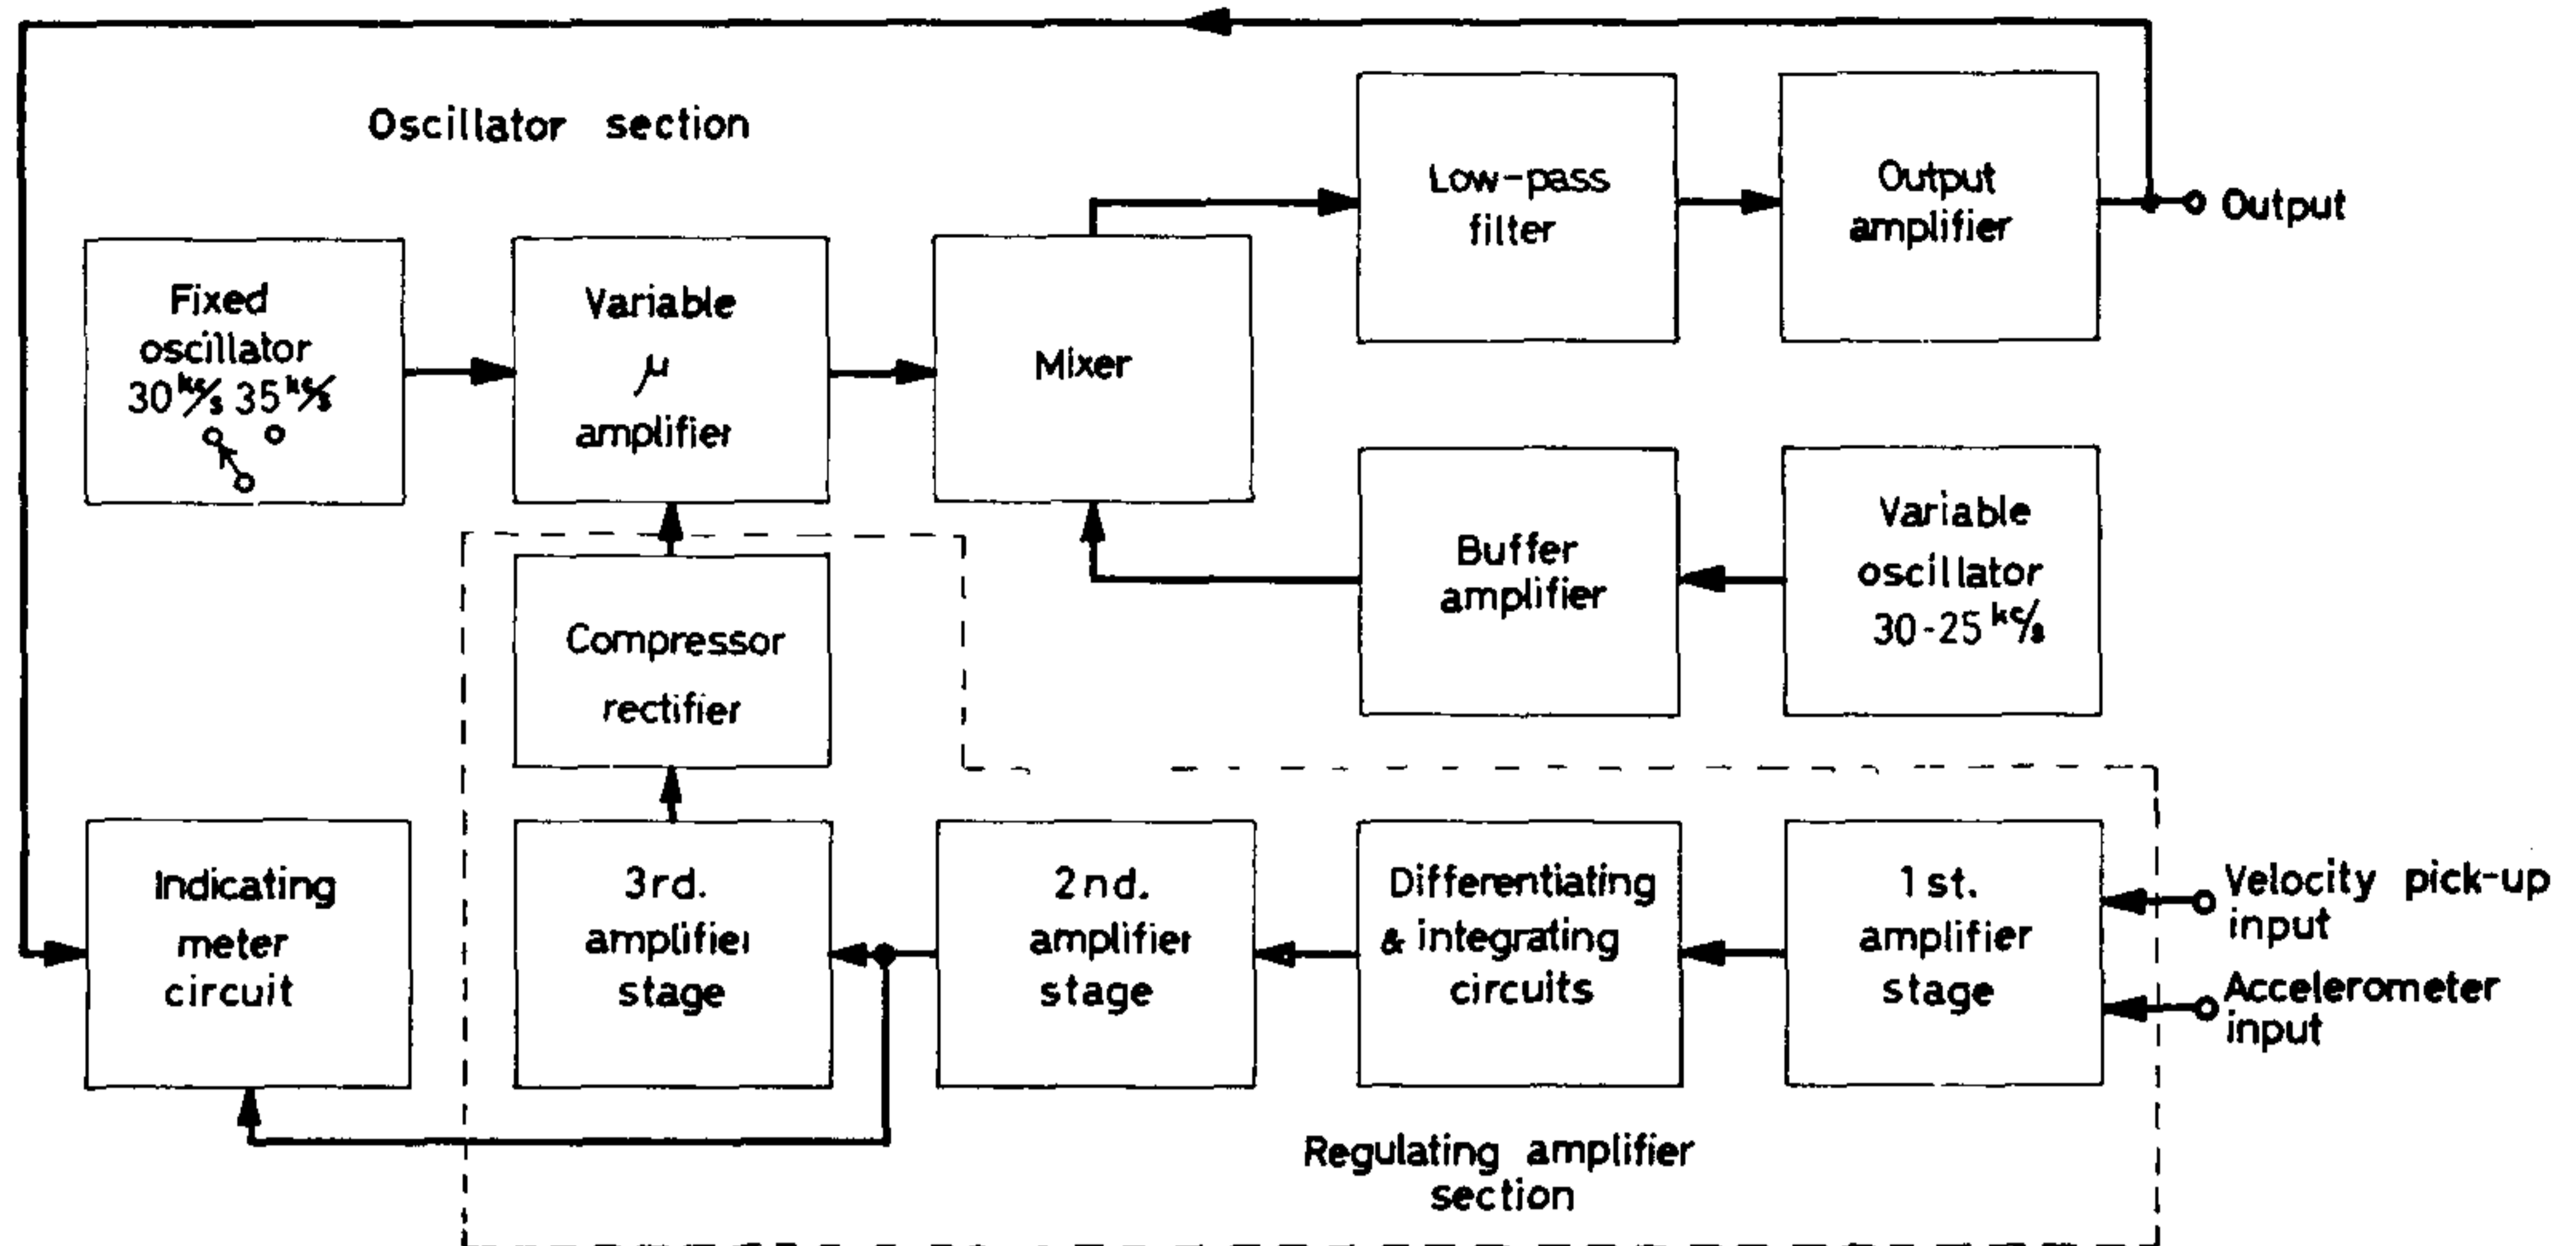 Oscillator section
Low-pass
filter
Output
amplifier
Output
Fixed
oscillator
30 kc/s 35 kc/s
Variable
μ
amplifier
Mixer
Buffer
amplifier
Variable
oscillator
30-25 kc/s
Compressor
rectifier
Indicating
meter
circuit
3rd.
amplifier
stage
2nd.
amplifier
stage
Differentiating
& integrating
circuits
1st.
amplifier
stage
Velocity pick-up
input
Accelerometer
input
Regulating amplifier
section